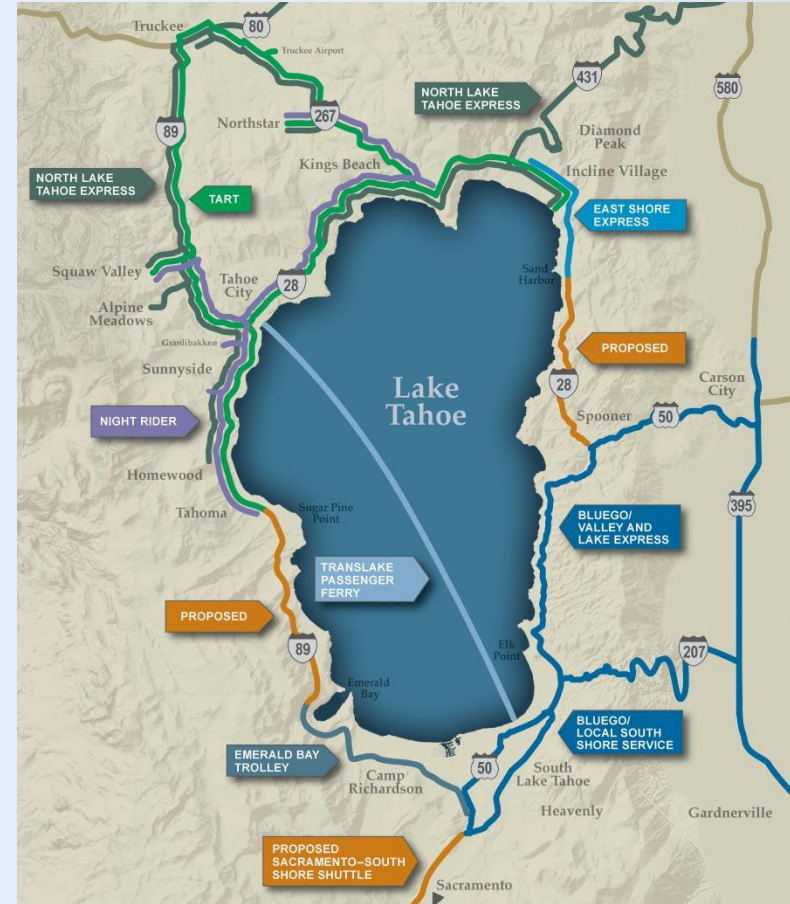 Truckee
80
Truckee Airport
431
NORTH LAKE
TAHOE EXPRESS
580
267
Northstar
89
Diamond
Peak
Kings Beach
Incline Village
NORTH LAKE
TAHOE EXPRESS
TART
EAST SHORE
EXPRESS
Squaw Valley
Tahoe
City
28
Sand
Harbor
Alpine
Meadows
Granlibakken
Sunnyside
PROPOSED
Lake
Tahoe
28
Carson
City
Spooner
50
NIGHT RIDER
Homewood
Tahoma
Sugar Pine
Point
395
BLUEGO/
VALLEY AND
LAKE EXPRESS
TRANSLAKE
PASSENGER
FERRY
PROPOSED
89
Elk
Point
207
Emerald
Bay
EMERALD BAY
TROLLEY
BLUEGO/
LOCAL SOUTH
SHORE SERVICE
50
Camp
Richardson
South
Lake Tahoe
Heavenly
Gardnerville
PROPOSED
SACRAMENTO–SOUTH
SHORE SHUTTLE
Sacramento